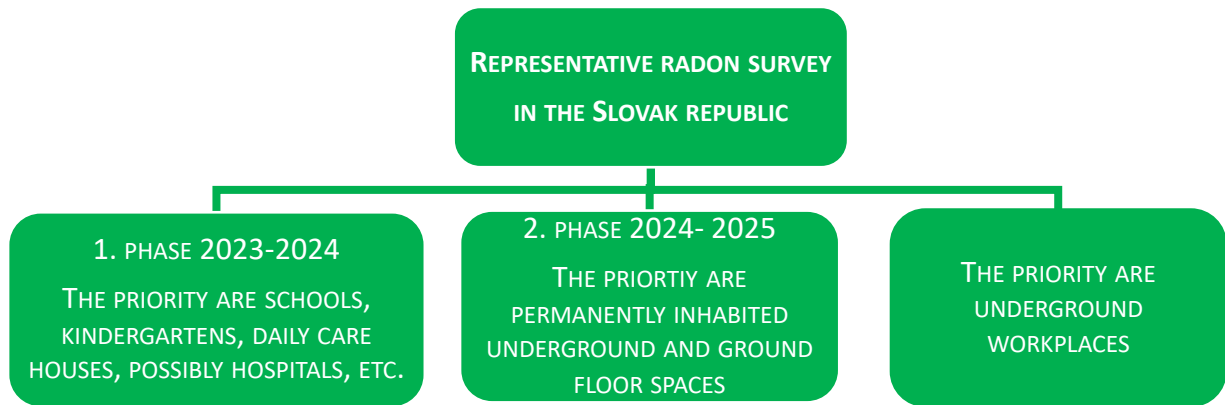 REPRESENTATIVE RADON SURVEY
IN THE SLOVAK REPUBLIC
1. PHASE 2023-2024
THE PRIORITY ARE SCHOOLS,
KINDERGARTENS, DAILY CARE
HOUSES, POSSIBLY HOSPITALS, ETC.
2. PHASE 2024- 2025
THE PRIORTIY ARE
PERMANENTLY INHABITED
UNDERGROUND AND GROUND
FLOOR SPACES
THE PRIORITY ARE
UNDERGROUND
WORKPLACES